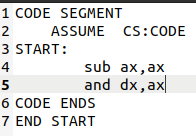 1 CODE SEGMENT
2     ASSUME  CS:CODE
3 START:
4         sub ax,ax
5         and dx,ax
6 CODE ENDS
7 END START